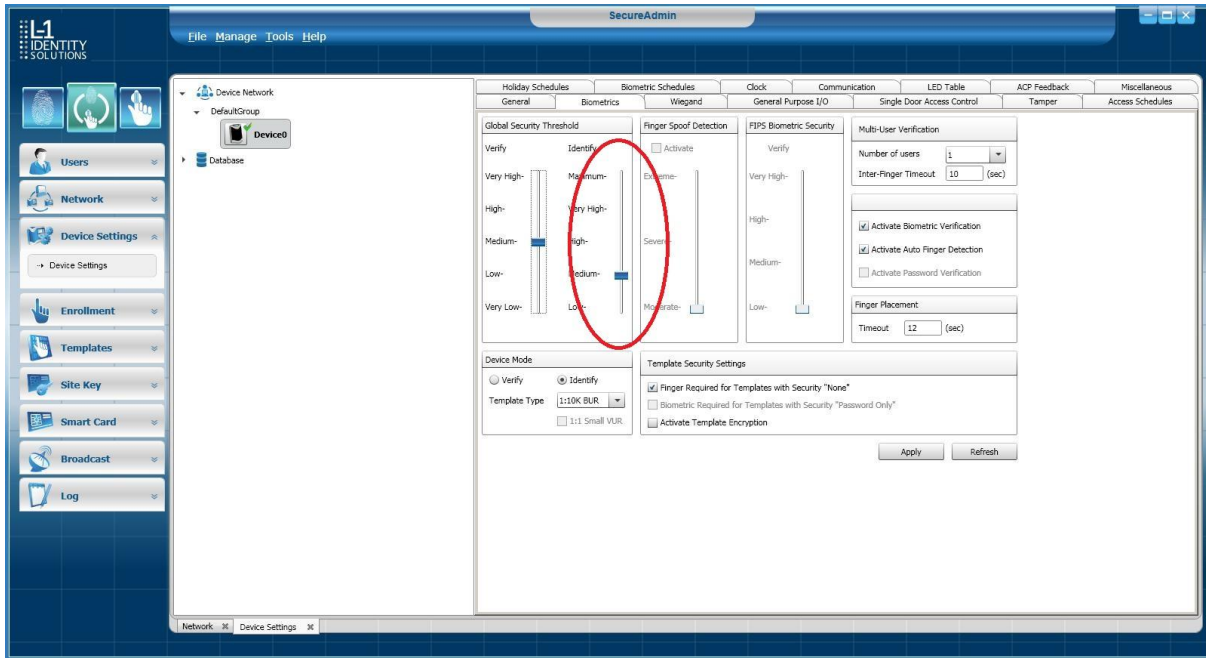 SecureAdmin
L-1
IDENTITY
SOLUTIONS
File Manage Tools Help
Users
Network
Device Settings
Device Settings
Enrollment
Templates
Site Key
Smart Card
Broadcast
Log
Device Network
DefaultGroup
Device0
Database
Holiday Schedules Biometric Schedules Clock Communication LED Table ACP Feedback Miscellaneous
General Biometrics Wiegand General Purpose I/O Single Door Access Control Tamper Access Schedules
Global Security Threshold
Verify Identify
Very High- Maximum-
High- Very High-
Medium- High-
Low- Medium-
Very Low- Low-
Finger Spoof Detection
Activate
Extreme-
Severe-
Moderate-
FIPS Biometric Security
Verify
Very High-
High-
Medium-
Low-
Multi-User Verification
Number of users 1
Inter-Finger Timeout 10 (sec)
Activate Biometric Verification
Activate Auto Finger Detection
Activate Password Verification
Finger Placement
Timeout 12 (sec)
Device Mode
Verify Identify
Template Type 1:10K BUR
1:1 Small VUR
Template Security Settings
Finger Required for Templates with Security "None"
Biometric Required for Templates with Security "Password Only"
Activate Template Encryption
Apply Refresh
Network Device Settings